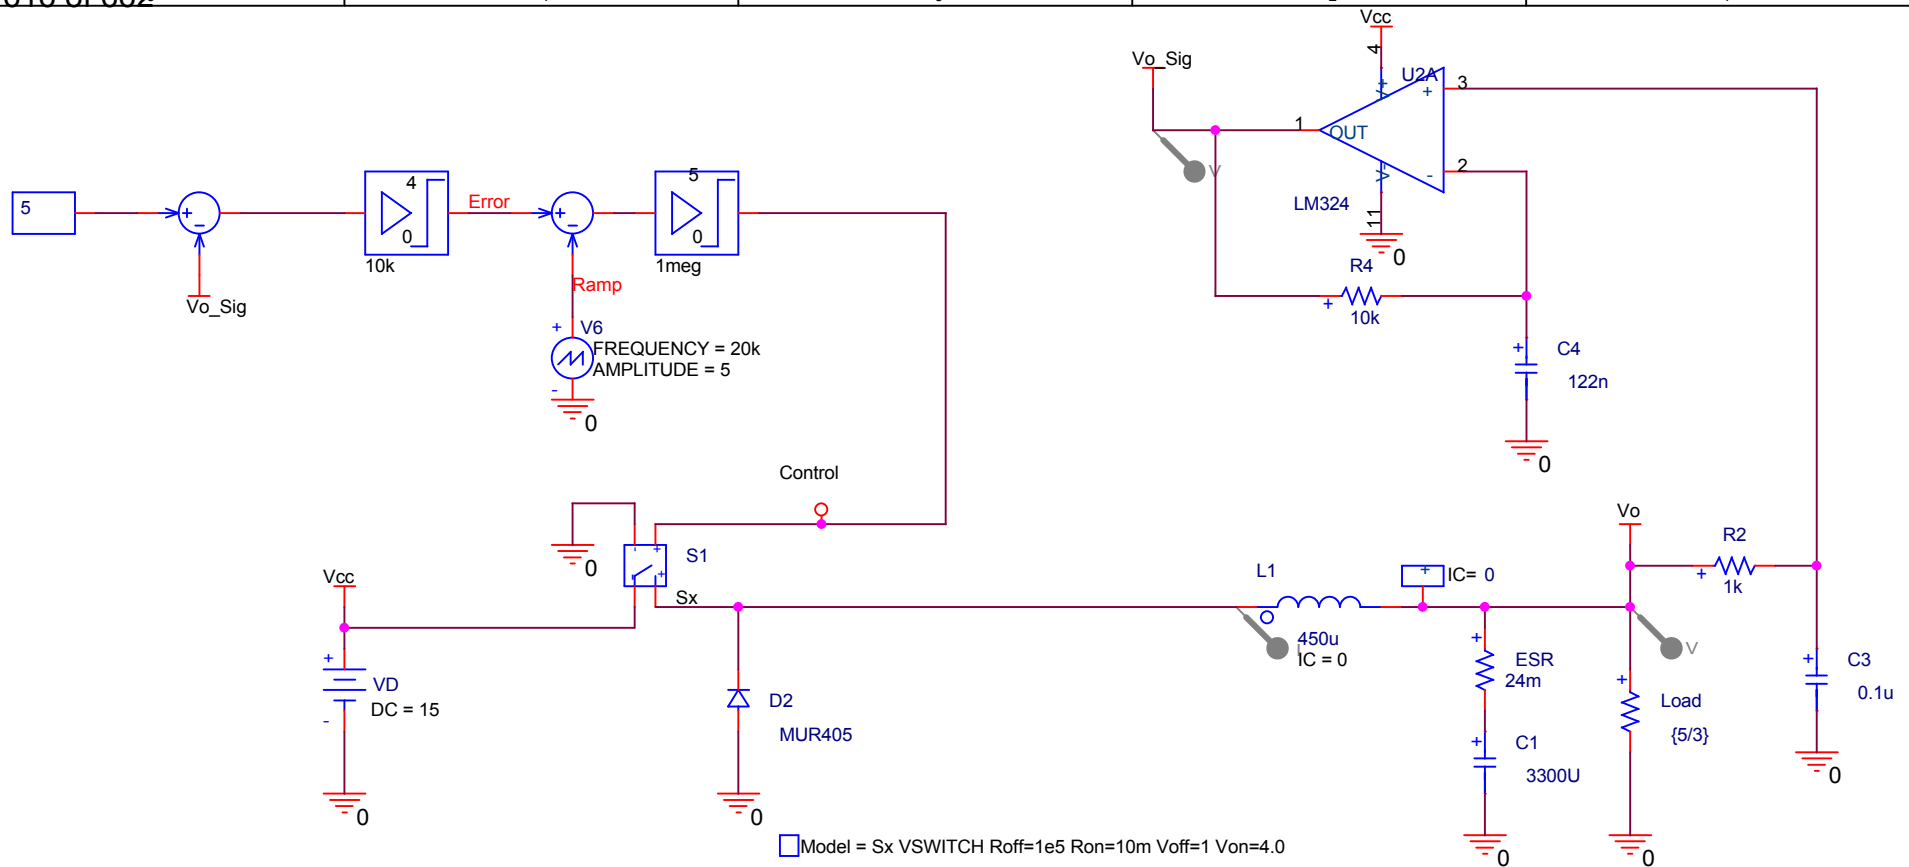 Vcc
4
Vo_Sig
U2A
V+
+
3
1
OUT
2
V-
-
LM324
11
0
5
+
-
4
0
10k
Error
+
-
5
0
1meg
Vo_Sig
Ramp
R4
+
10k
+
V6
FREQUENCY = 20k
AMPLITUDE = 5
-
0
V
+
C4
122n
0
Control
Vo
R2
+
1k
S1
-
+
+
0
Vcc
Sx
L1
+
IC= 0
450u
IC = 0
V
+
VD
DC = 15
-
0
D2
MUR405
0
+
ESR
24m
+
C1
3300U
0
+
Load
{5/3}
0
+
C3
0.1u
0
Model = Sx VSWITCH Roff=1e5 Ron=10m Voff=1 Von=4.0